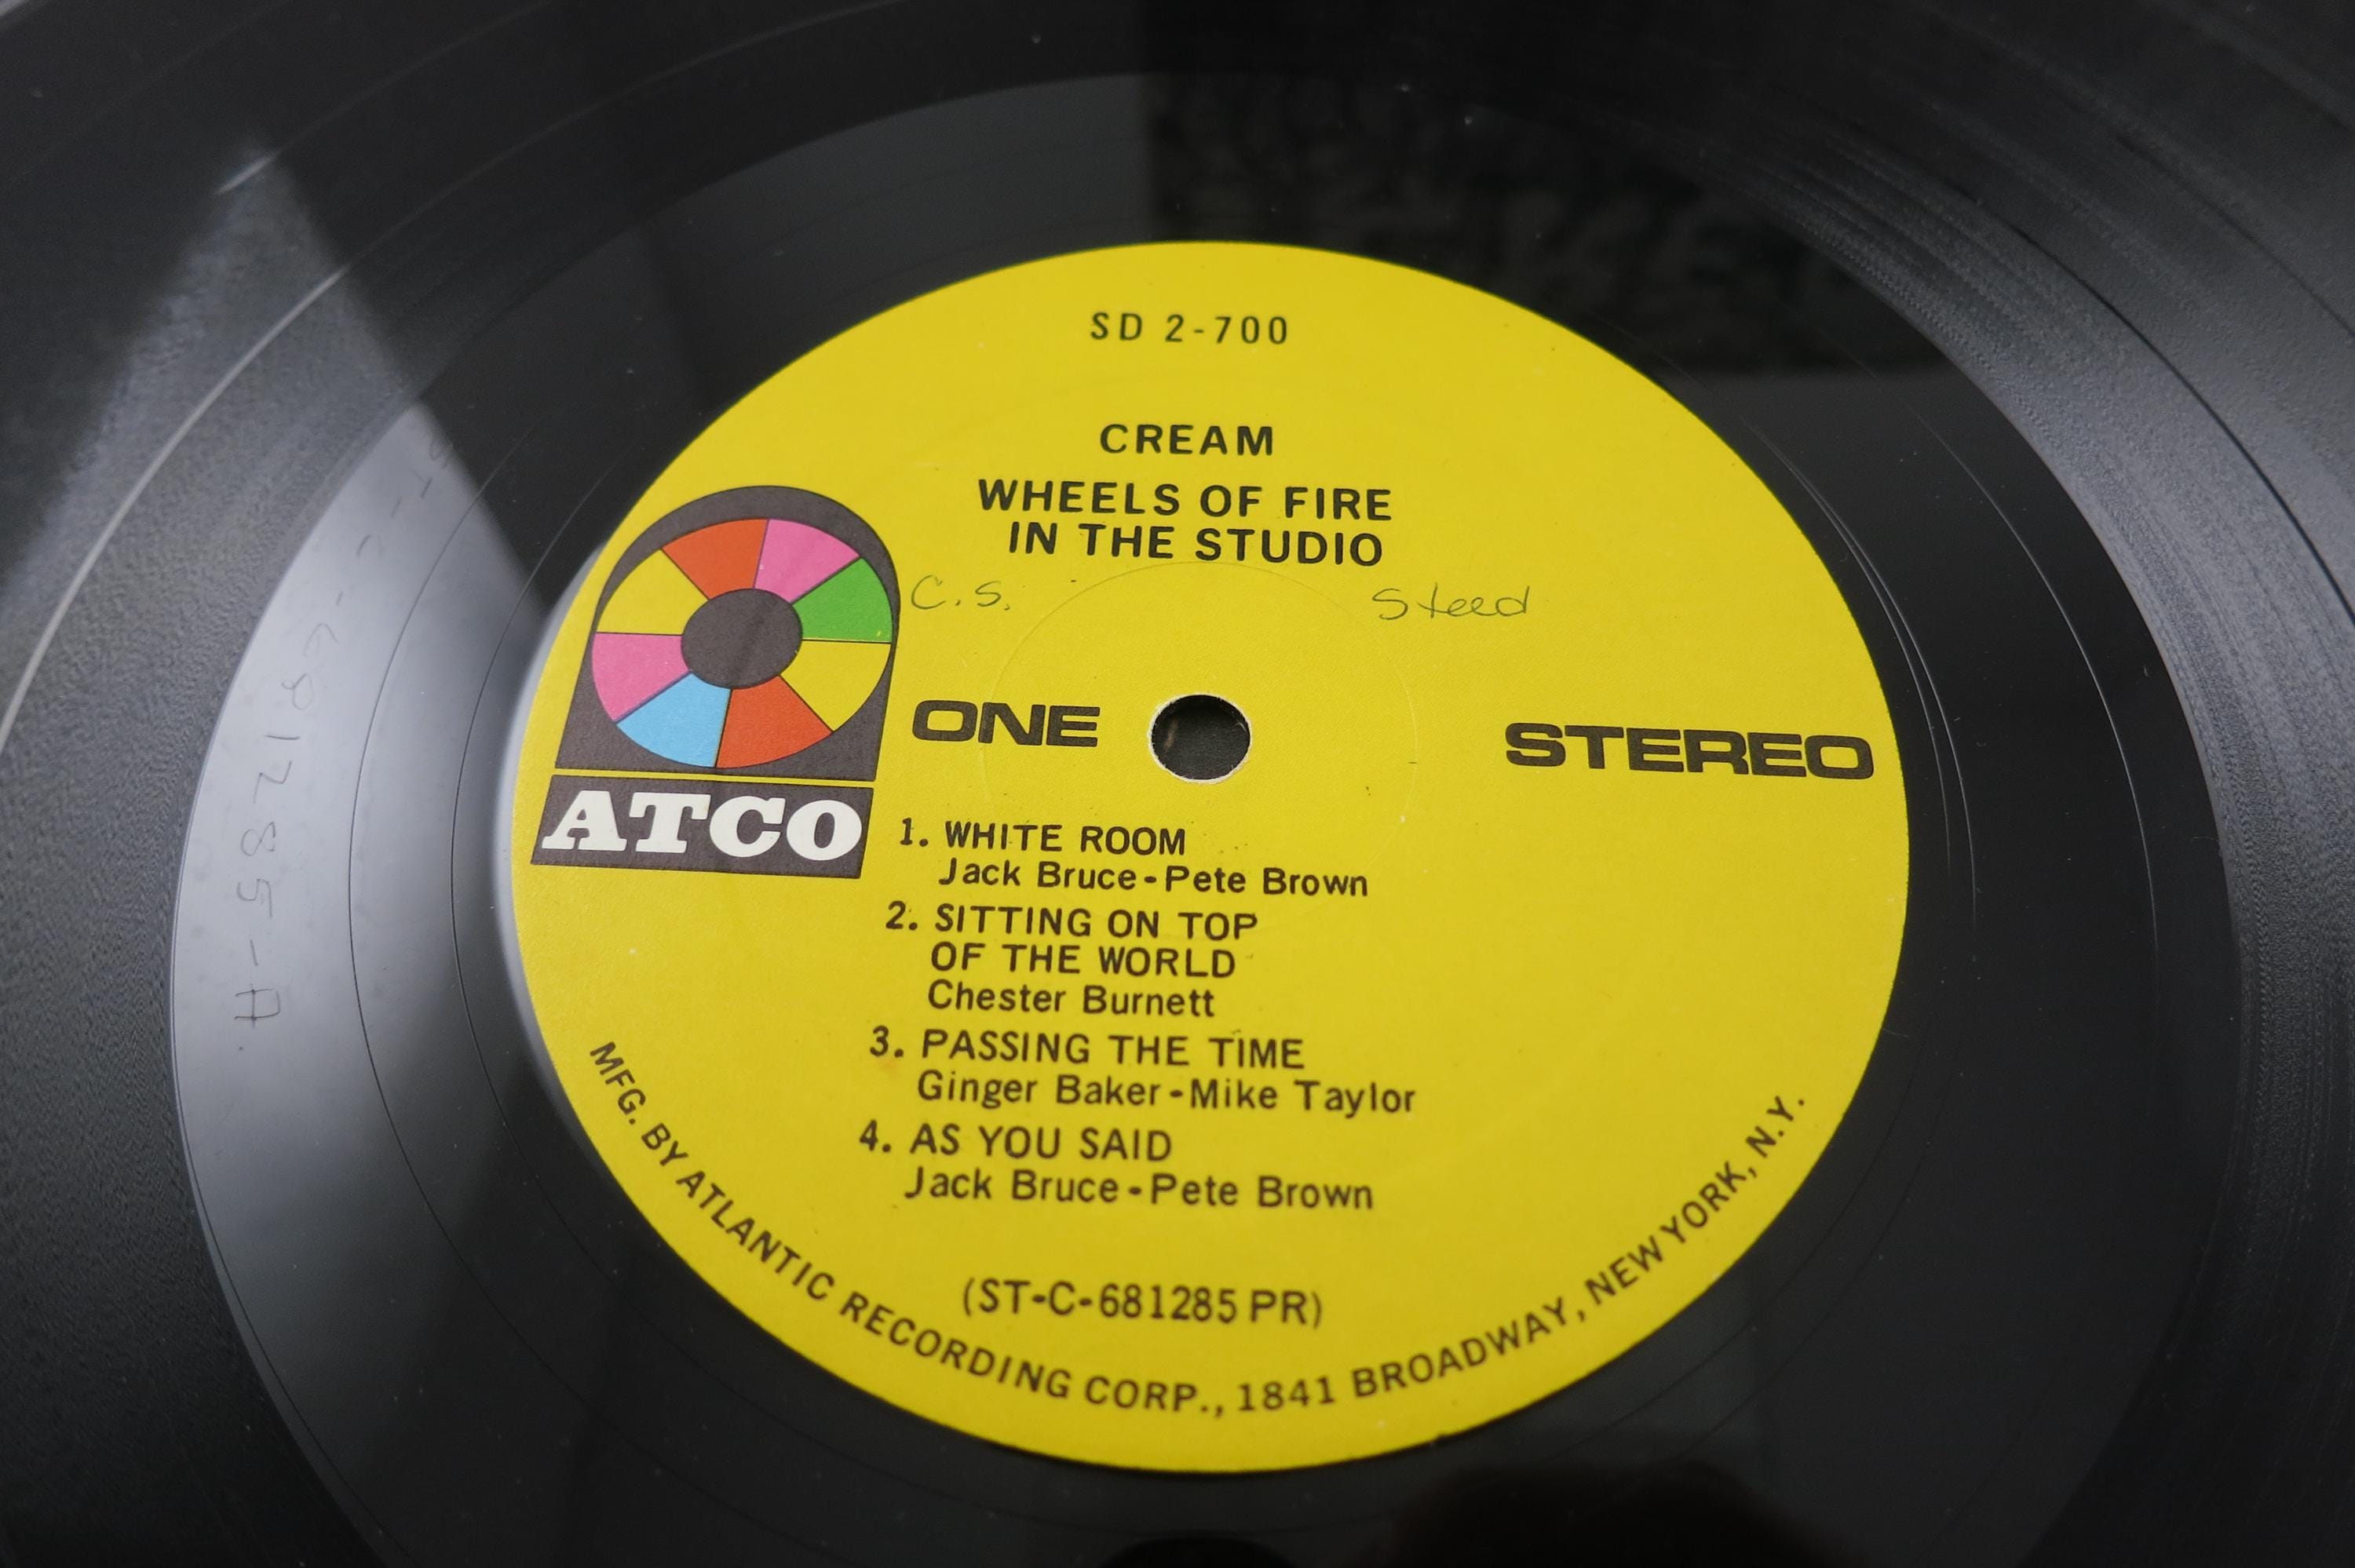 SD 2-700
CREAM
WHEELS OF FIRE
IN THE STUDIO
C.S. Steed
ONE STEREO
ATCO
1. WHITE ROOM
Jack Bruce-Pete Brown
2. SITTING ON TOP
OF THE WORLD
Chester Burnett
3. PASSING THE TIME
Ginger Baker-Mike Taylor
4. AS YOU SAID
Jack Bruce-Pete Brown
(ST-C-681285 PR)
MFG. BY ATLANTIC RECORDING CORP., 1841 BROADWAY, NEW YORK, N.Y.
ST-C-681285-A